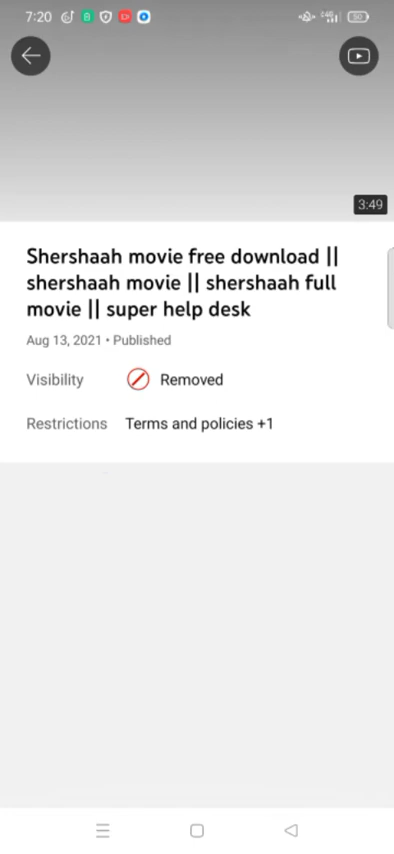 7:20
3:49
Shershaah movie free download ||
shershaah movie || shershaah full
movie || super help desk
Aug 13, 2021 • Published
Visibility Removed
Restrictions Terms and policies +1